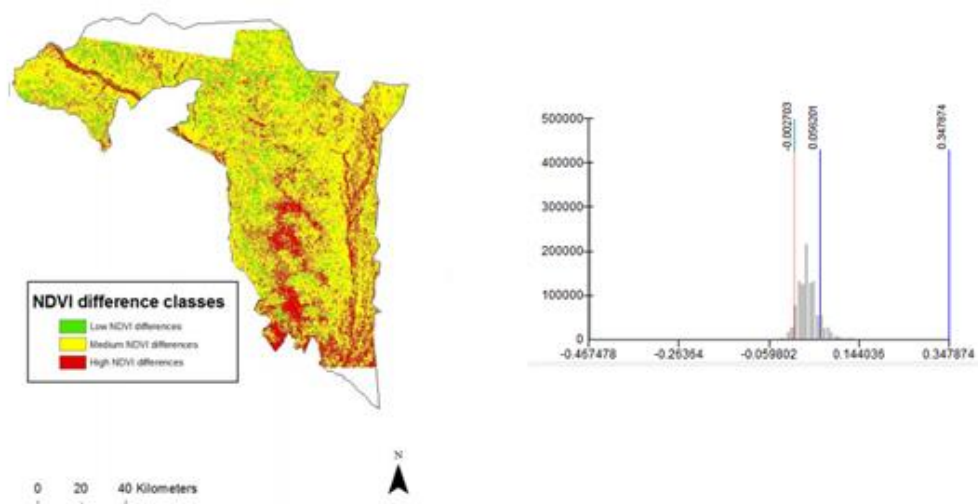 NDVI difference classes
Low NDVI differences
Medium NDVI differences
High NDVI differences
N
0 20 40 Kilometers
-0.002703
0.056201
0.347874
500000
400000
300000
200000
100000
0
-0.467478 -0.26364 -0.059802 0.144036 0.347874